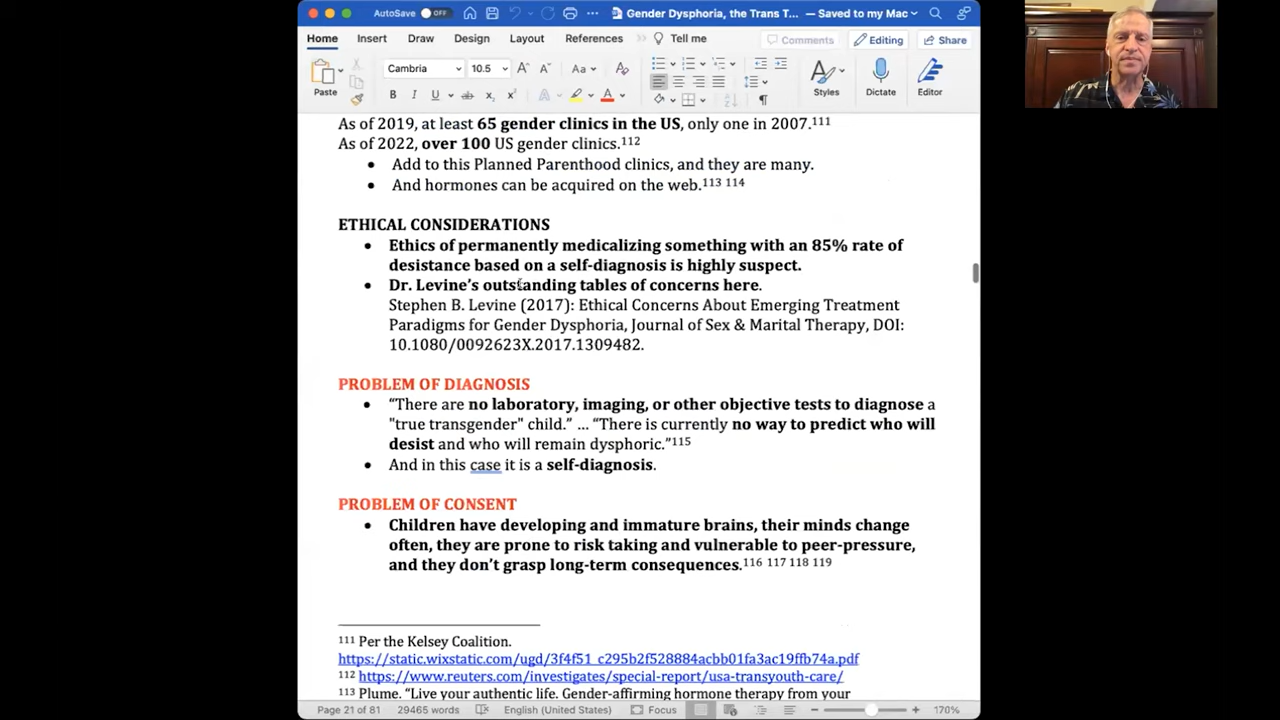 AutoSave OFF Gender Dysphoria, the Trans T... — Saved to my Mac
Home Insert Draw Design Layout References >> Tell me Comments Editing Share
Paste Cambria 10.5 Styles Dictate Editor
As of 2019, at least 65 gender clinics in the US, only one in 2007.111
As of 2022, over 100 US gender clinics.112
• Add to this Planned Parenthood clinics, and they are many.
• And hormones can be acquired on the web.113 114
ETHICAL CONSIDERATIONS
• Ethics of permanently medicalizing something with an 85% rate of
desistance based on a self-diagnosis is highly suspect.
• Dr. Levine's outstanding tables of concerns here.
Stephen B. Levine (2017): Ethical Concerns About Emerging Treatment
Paradigms for Gender Dysphoria, Journal of Sex & Marital Therapy, DOI:
10.1080/0092623X.2017.1309482.
PROBLEM OF DIAGNOSIS
• “There are no laboratory, imaging, or other objective tests to diagnose a
"true transgender" child.” ... “There is currently no way to predict who will
desist and who will remain dysphoric.”115
• And in this case it is a self-diagnosis.
PROBLEM OF CONSENT
• Children have developing and immature brains, their minds change
often, they are prone to risk taking and vulnerable to peer-pressure,
and they don’t grasp long-term consequences.116 117 118 119
111 Per the Kelsey Coalition.
https://static.wixstatic.com/ugd/3f4f51_c295b2f528884acbb01fa3ac19ffb74a.pdf
112 https://www.reuters.com/investigates/special-report/usa-transyouth-care/
113 Plume. “Live your authentic life. Gender-affirming hormone therapy from your
Page 21 of 81 29465 words English (United States) Focus 170%